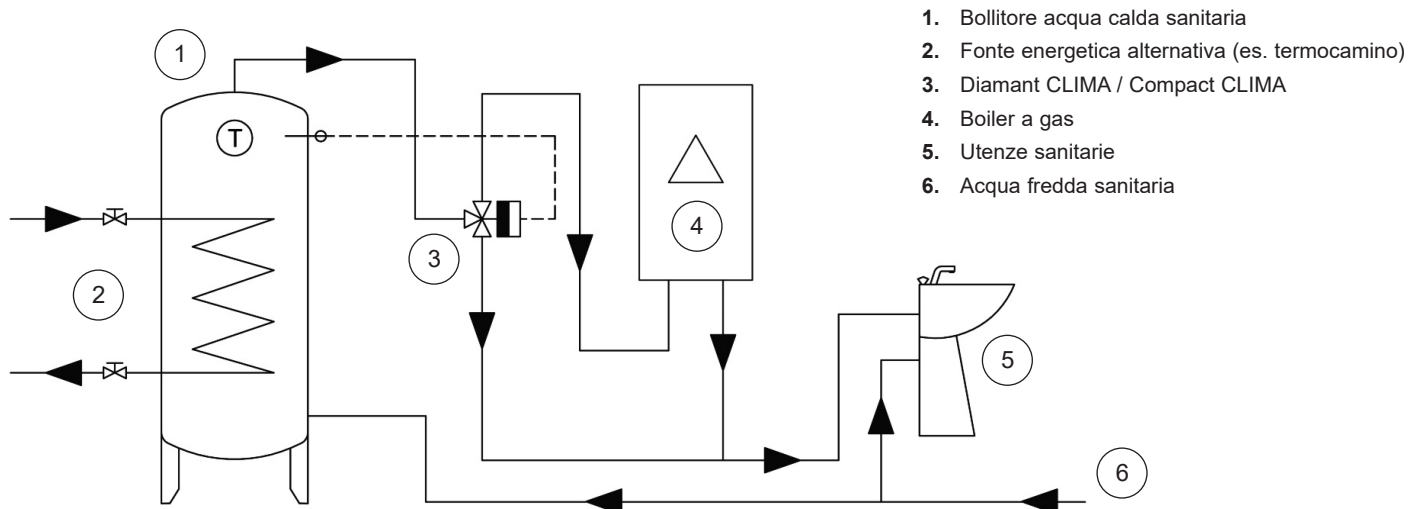 1. Bollitore acqua calda sanitaria
2. Fonte energetica alternativa (es. termocamino)
3. Diamant CLIMA / Compact CLIMA
4. Boiler a gas
5. Utenze sanitarie
6. Acqua fredda sanitaria
1
T
2
3
4
5
6